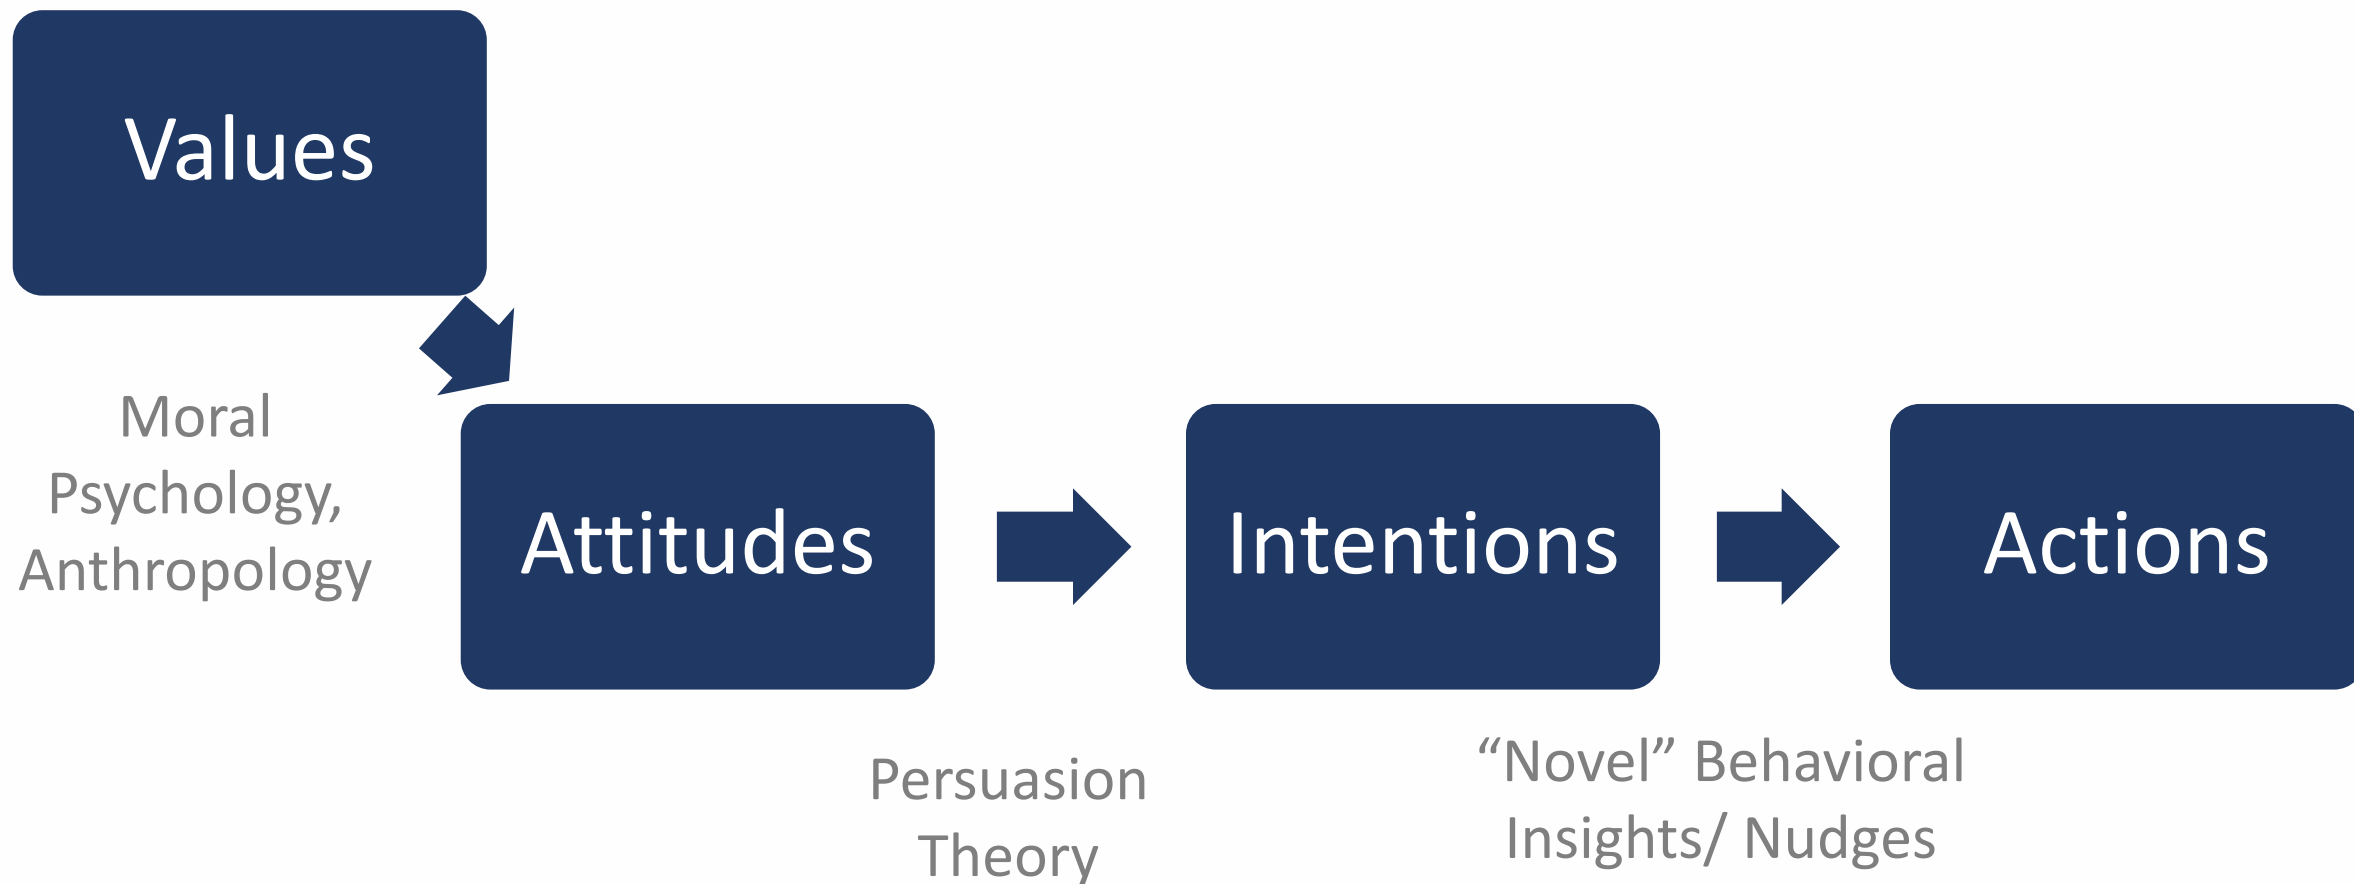 Values
Moral
Psychology,
Anthropology
Attitudes
Intentions
Actions
Persuasion
Theory
“Novel” Behavioral
Insights/ Nudges